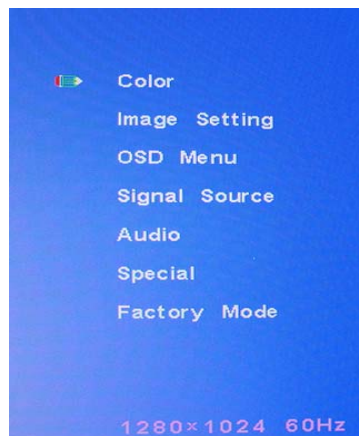 Color
Image Setting
OSD Menu
Signal Source
Audio
Special
Factory Mode
1280×1024 60Hz